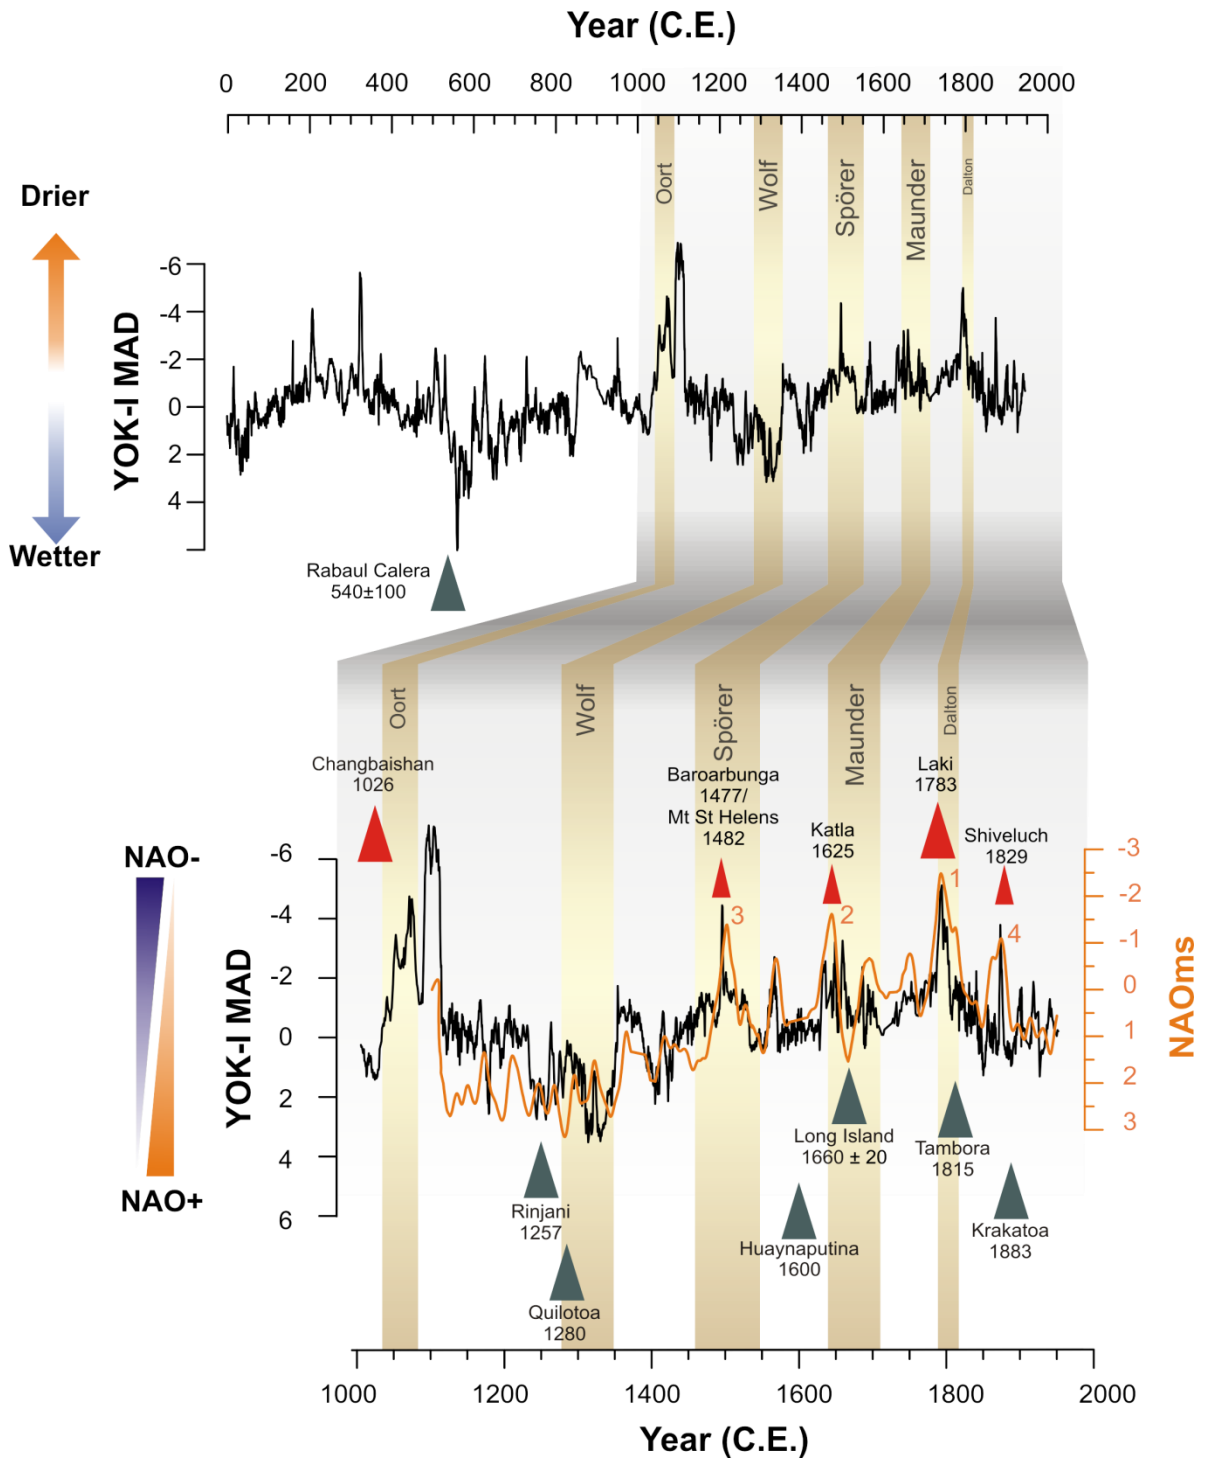 Year (C.E.)
0 200 400 600 800 1000 1200 1400 1600 1800 2000
Oort
Wolf
Spörer
Maunder
Dalton
Drier
Wetter
YOK-I MAD
-6
-4
-2
0
2
4
Rabaul Calera
540±100
Oort
Wolf
Spörer
Maunder
Dalton
Changbaishan
1026
Baroarbunga
1477/
Mt St Helens
1482
Katla
1625
Laki
1783
Shiveluch
1829
NAO-
NAO+
YOK-I MAD
-6
-4
-2
0
2
4
6
3
2
1
4
-3
-2
-1
0
1
2
3
NAOms
Rinjani
1257
Quilotoa
1280
Long Island
1660 ± 20
Huaynaputina
1600
Tambora
1815
Krakatoa
1883
1000 1200 1400 1600 1800 2000
Year (C.E.)